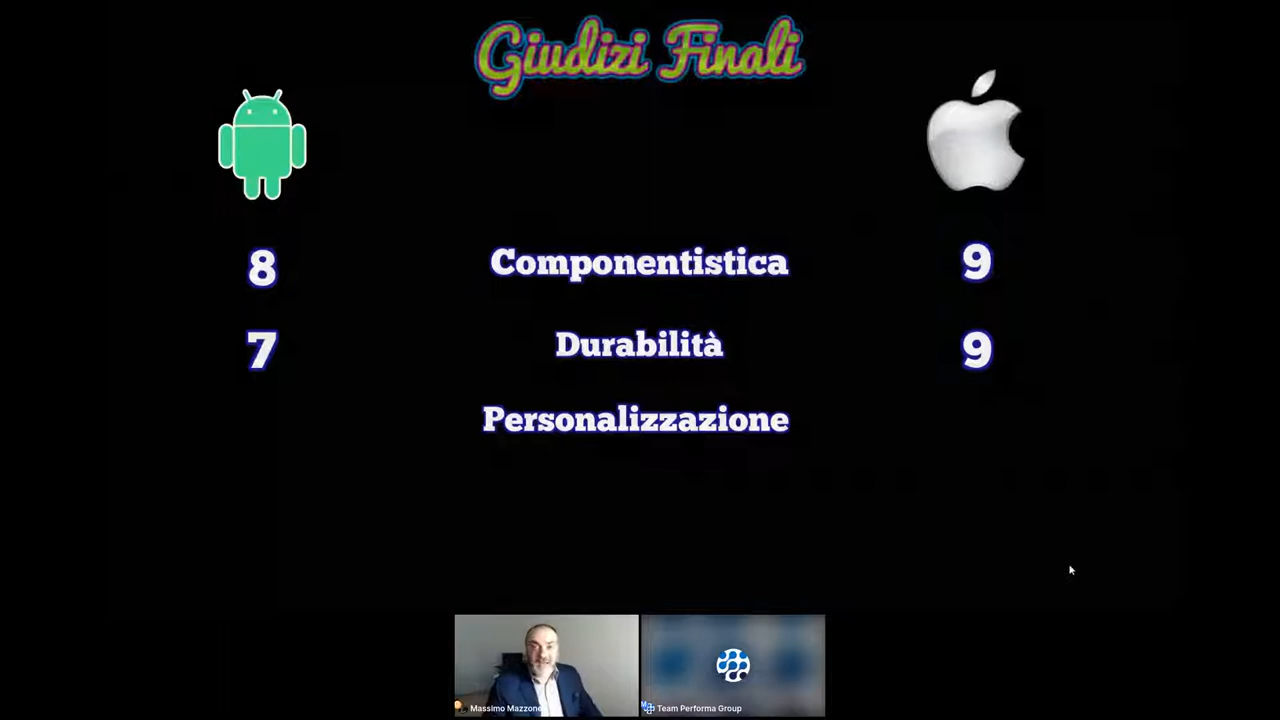 Giudizi Finali
8 Componentistica 9
7 Durabilità 9
Personalizzazione
Massimo Mazzone
Team Performa Group